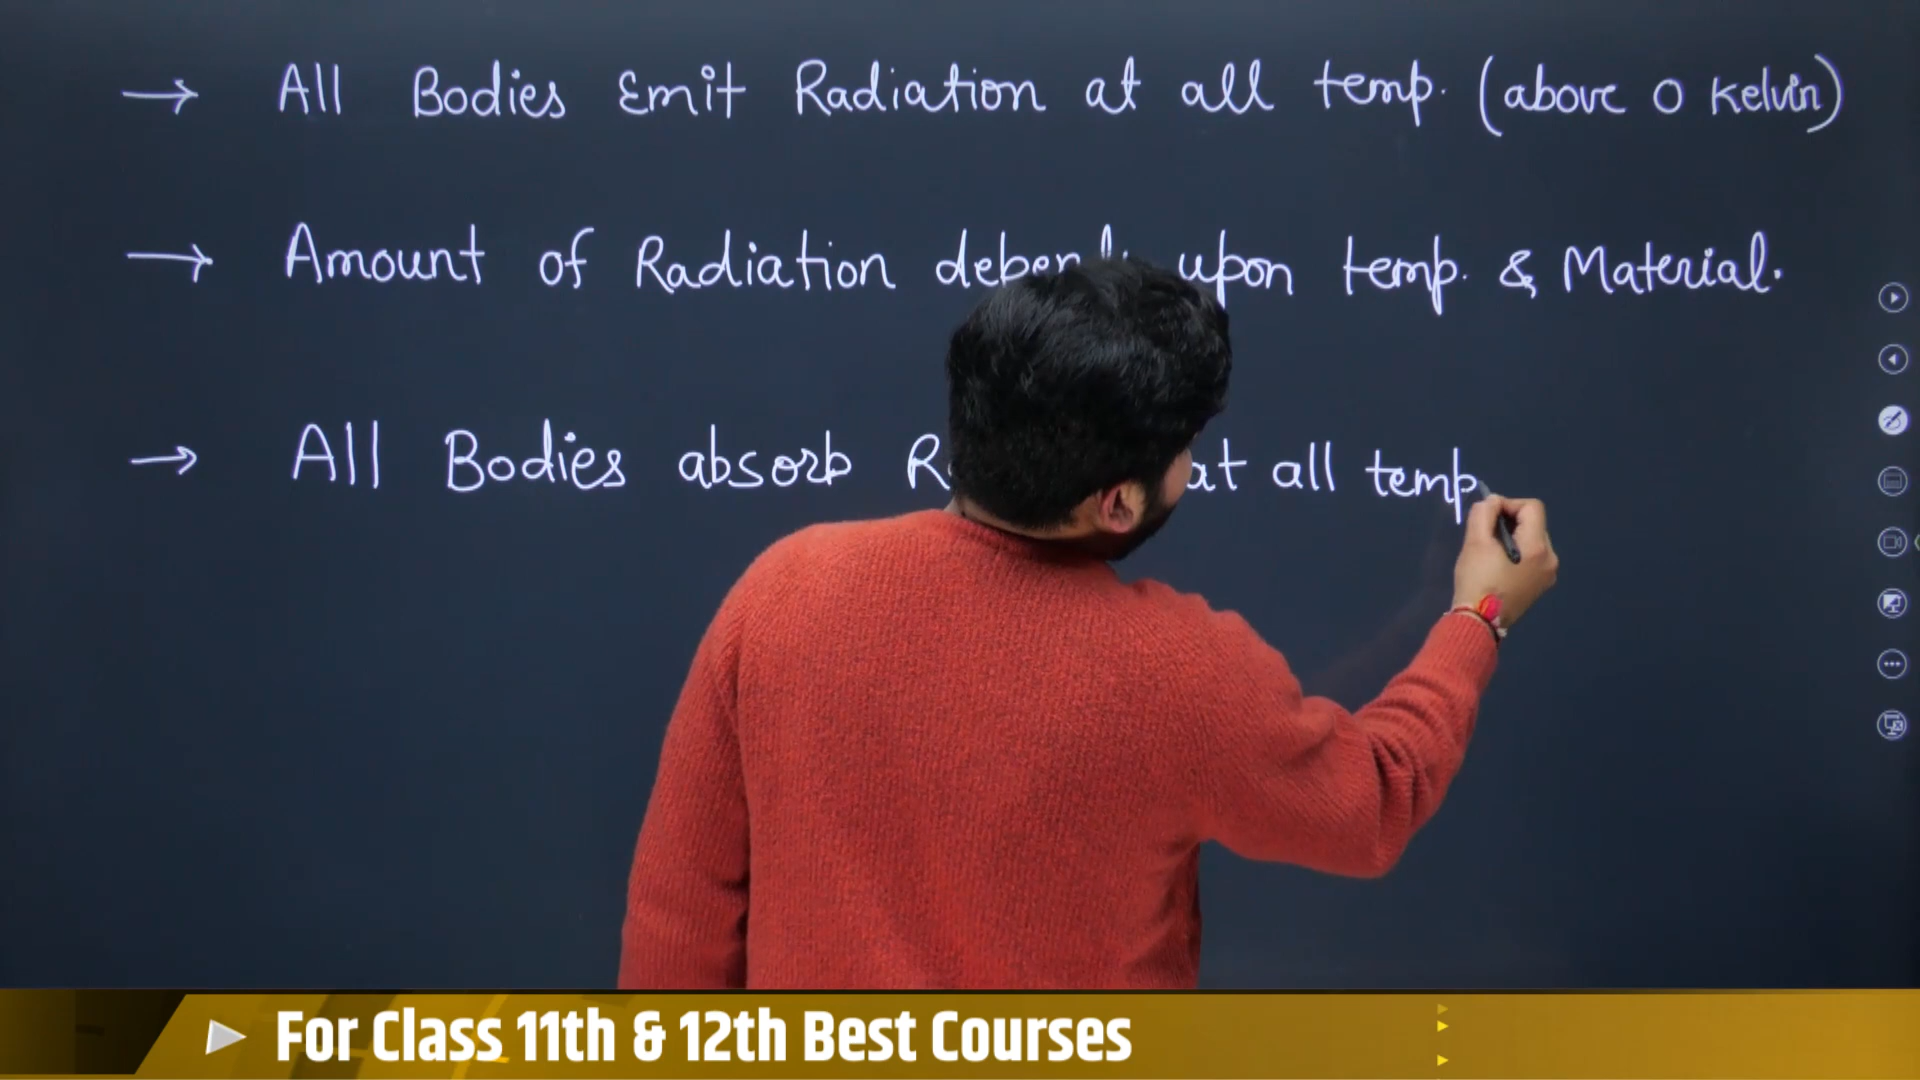 → All Bodies Emit Radiation at all temp. (above 0 Kelvin)
→ Amount of Radiation upon temp. & Material.
→ All Bodies absorb at all temp
For Class 11th & 12th Best Courses